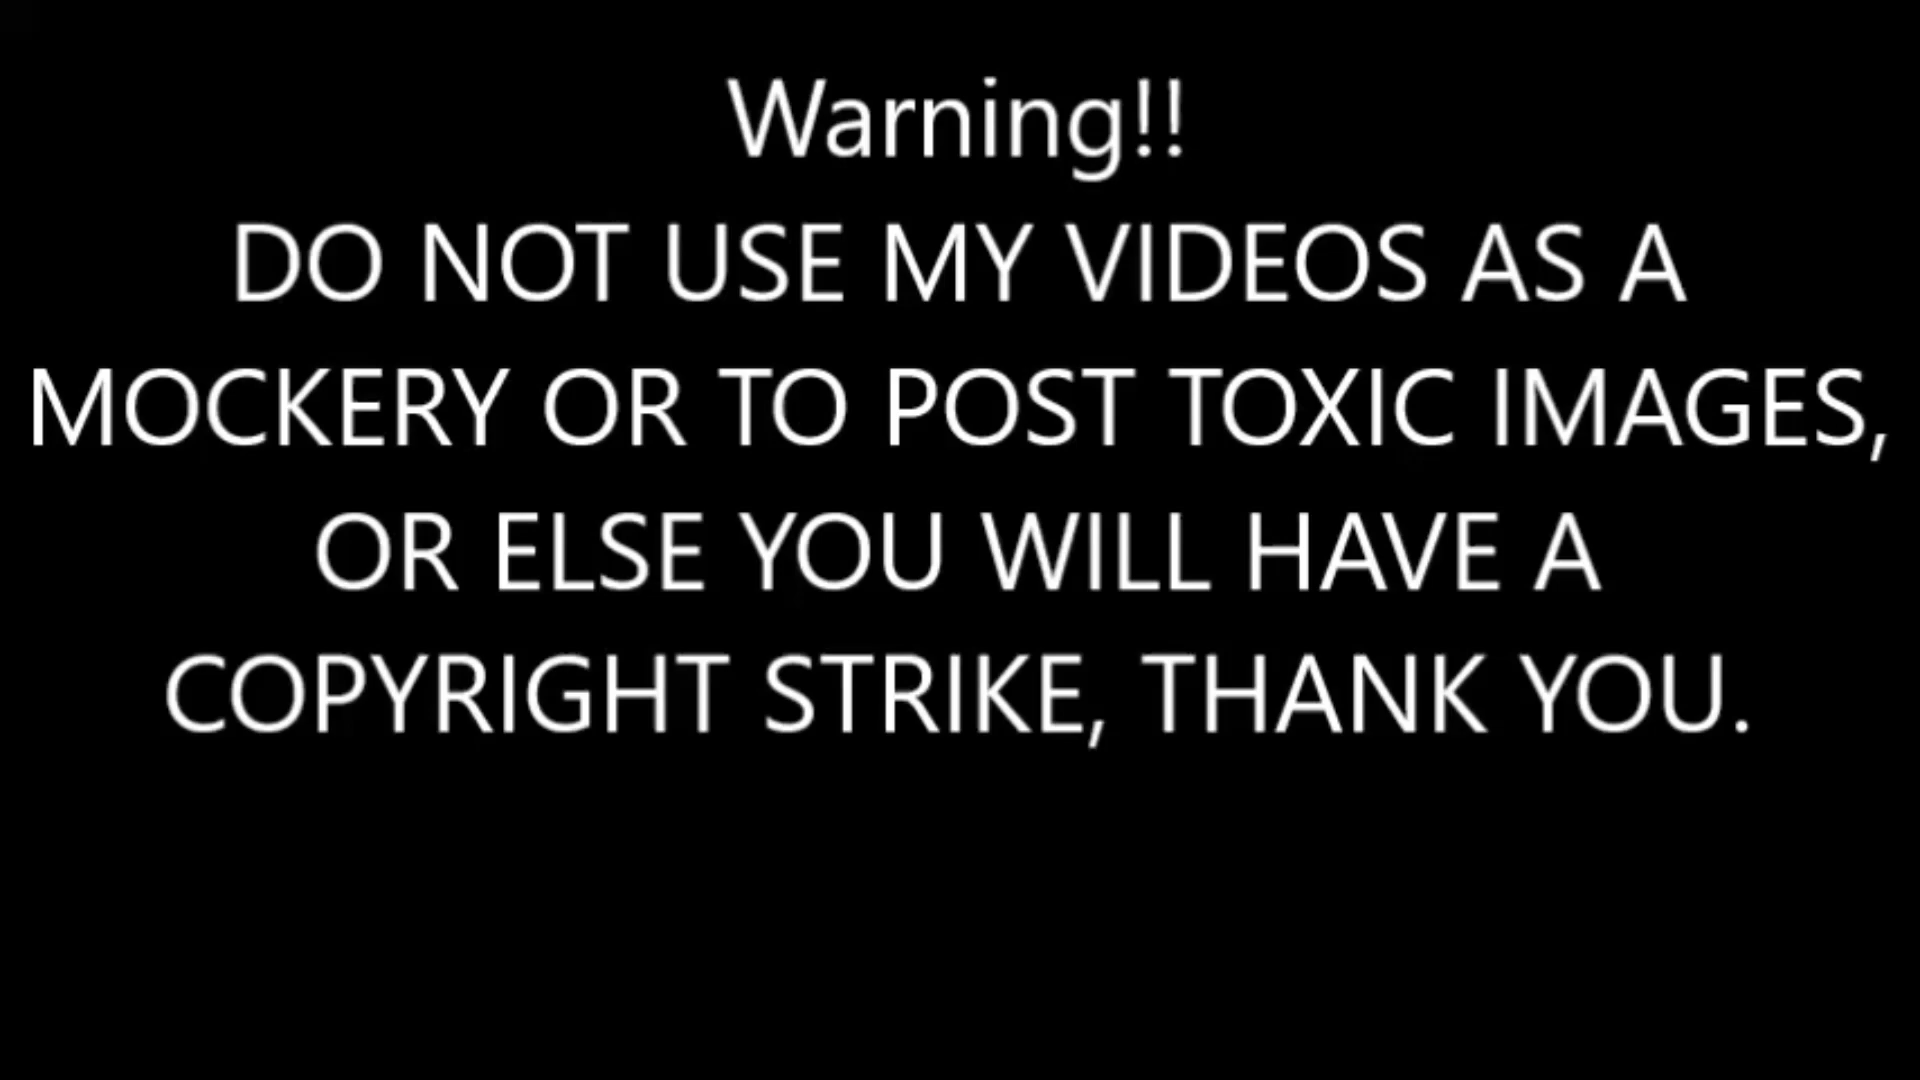 Warning!!
DO NOT USE MY VIDEOS AS A
MOCKERY OR TO POST TOXIC IMAGES,
OR ELSE YOU WILL HAVE A
COPYRIGHT STRIKE, THANK YOU.